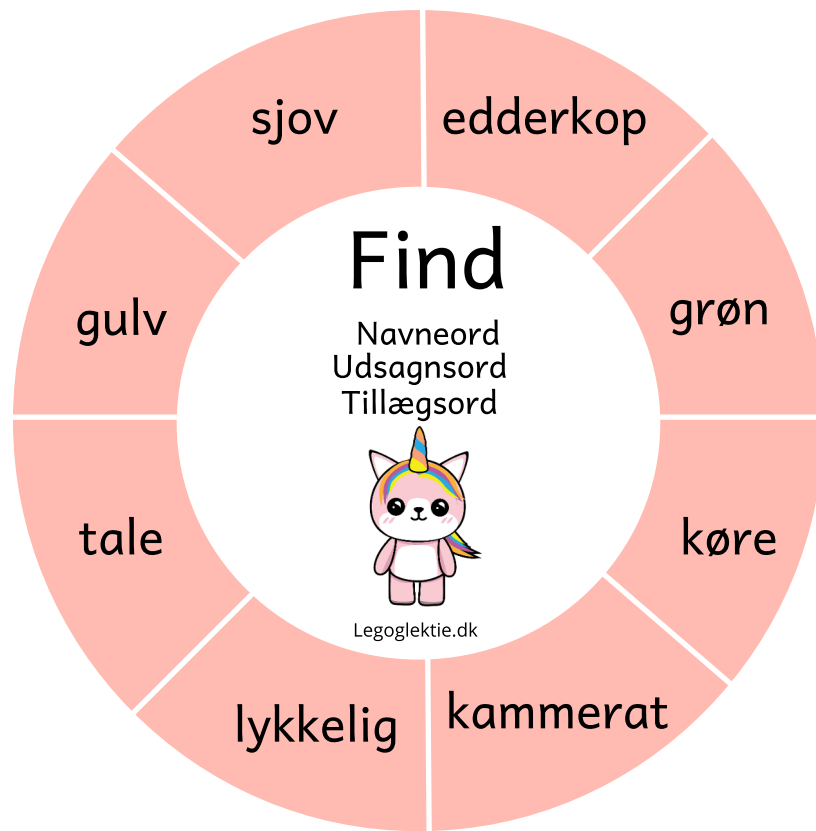 sjov
edderkop
grøn
køre
kammerat
lykkelig
tale
gulv
Find
Navneord
Udsagnsord
Tillægsord
Legoglektie.dk